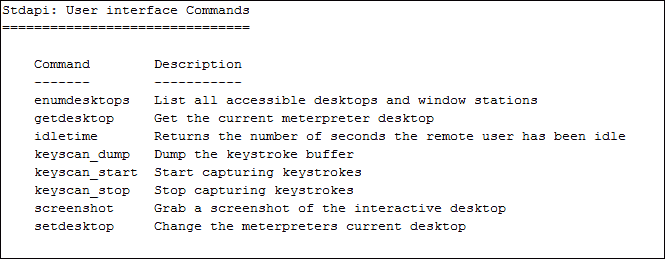 Stdapi: User interface Commands
===============================
Command Description
------- -----------
enumdesktops List all accessible desktops and window stations
getdesktop Get the current meterpreter desktop
idletime Returns the number of seconds the remote user has been idle
keyscan_dump Dump the keystroke buffer
keyscan_start Start capturing keystrokes
keyscan_stop Stop capturing keystrokes
screenshot Grab a screenshot of the interactive desktop
setdesktop Change the meterpreters current desktop